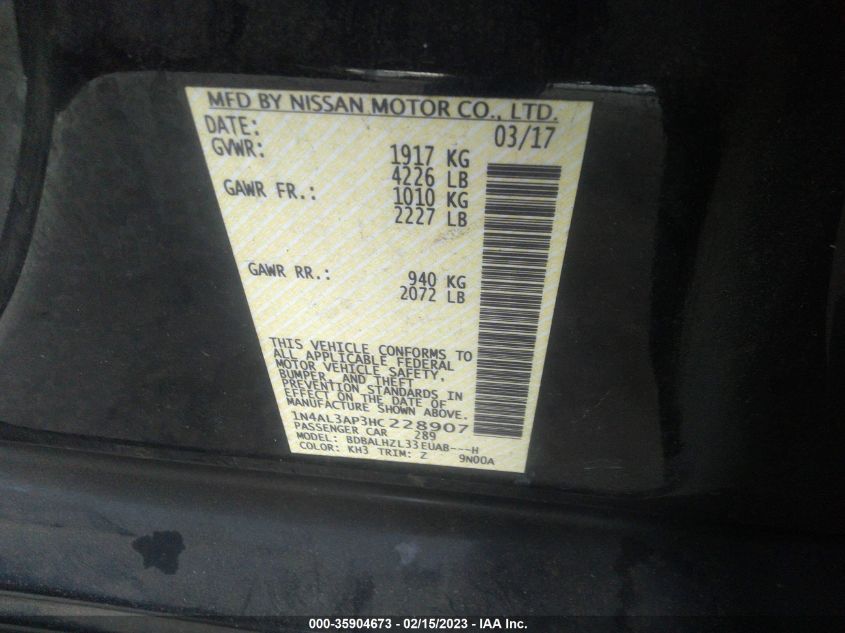 MFD BY NISSAN MOTOR CO., LTD.
DATE: 03/17
GVWR: 1917 KG
4226 LB
GAWR FR.: 1010 KG
2227 LB
GAWR RR.: 940 KG
2072 LB
THIS VEHICLE CONFORMS TO
ALL APPLICABLE FEDERAL
MOTOR VEHICLE SAFETY,
BUMPER, AND THEFT
PREVENTION STANDARDS IN
EFFECT ON THE DATE OF
MANUFACTURE SHOWN ABOVE.
1N4AL3AP3HC228907
PASSENGER CAR 289
MODEL: BDBALHZL33EUAB---H
COLOR: KH3 TRIM: Z 9N00A
000-35904673 - 02/15/2023 - IAA Inc.